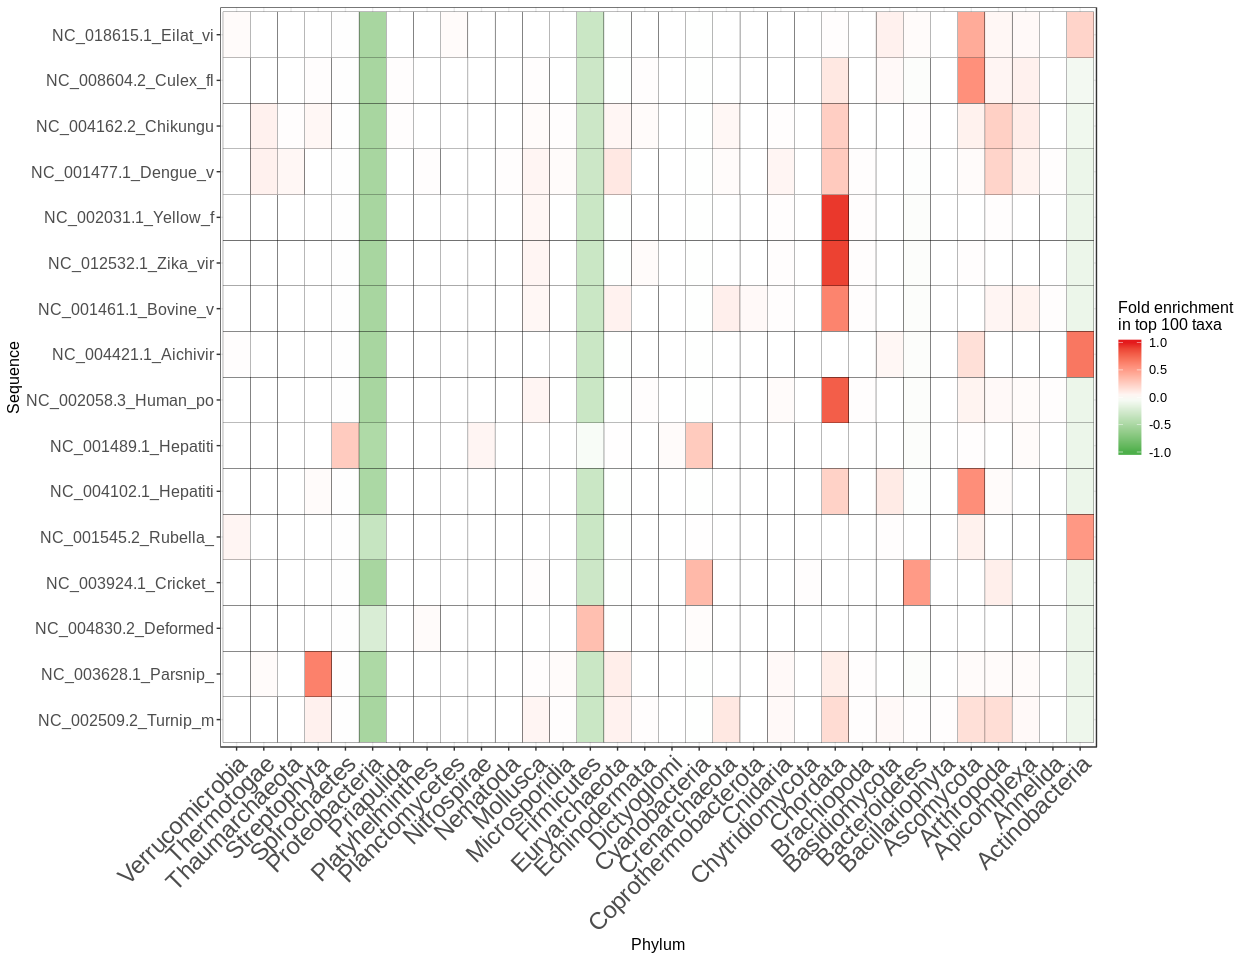 NC_018615.1_Eilat_vi
NC_008604.2_Culex_fl
NC_004162.2_Chikungu
NC_001477.1_Dengue_v
NC_002031.1_Yellow_f
NC_012532.1_Zika_vir
NC_001461.1_Bovine_v
NC_004421.1_Aichivir
NC_002058.3_Human_po
NC_001489.1_Hepatiti
NC_004102.1_Hepatiti
NC_001545.2_Rubella_
NC_003924.1_Cricket_
NC_004830.2_Deformed
NC_003628.1_Parsnip_
NC_002509.2_Turnip_m
Sequence
Verrucomicrobia
Thermotogae
Thaumarchaeota
Streptophyta
Spirochaetes
Proteobacteria
Priapulida
Platyhelminthes
Planctomycetes
Nitrospirae
Nematoda
Mollusca
Microsporidia
Firmicutes
Euryarchaeota
Echinodermata
Dictyoglomi
Cyanobacteria
Crenarchaeota
Coprothermobacterota
Cnidaria
Chytridiomycota
Chordata
Brachiopoda
Basidiomycota
Bacteroidetes
Bacillariophyta
Ascomycota
Arthropoda
Apicomplexa
Annelida
Actinobacteria
Phylum
Fold enrichment
in top 100 taxa
1.0
0.5
0.0
-0.5
-1.0